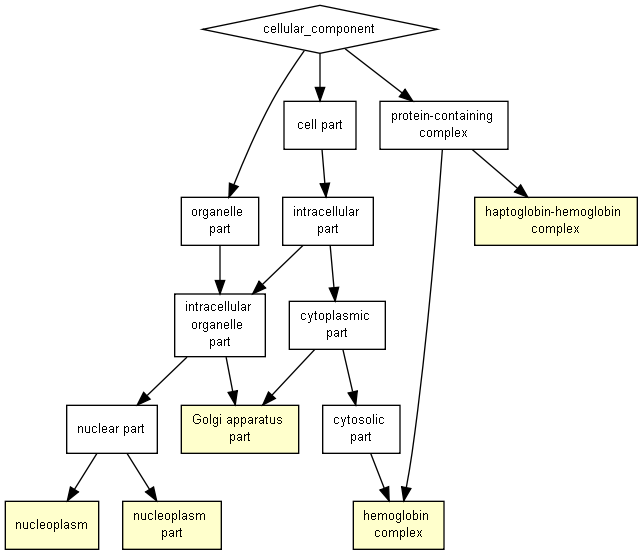 cellular_component
cell part
protein-containing
complex
organelle
part
intracellular
part
haptoglobin-hemoglobin
complex
intracellular
organelle
part
cytoplasmic
part
nuclear part
Golgi apparatus
part
cytosolic
part
nucleoplasm
nucleoplasm
part
hemoglobin
complex